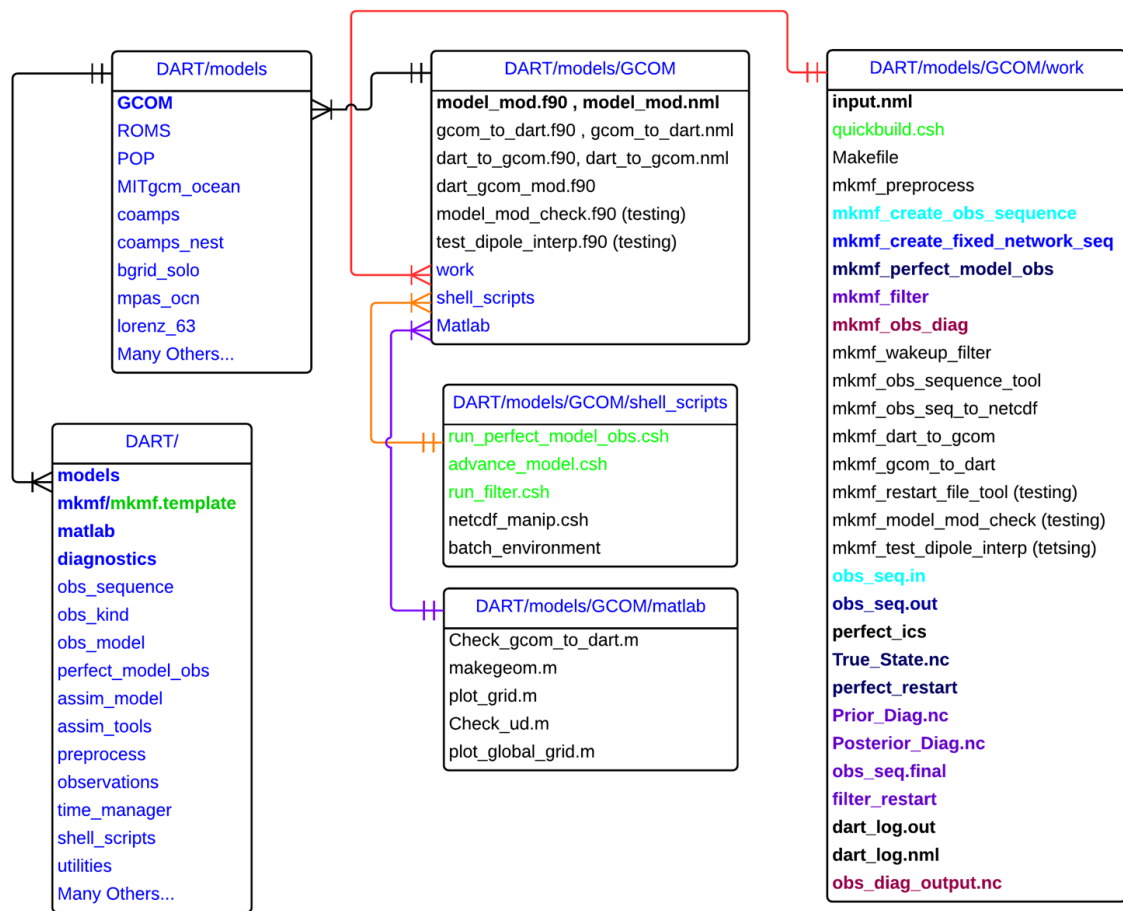 DART/models
GCOM
ROMS
POP
MITgcm_ocean
coamps
coamps_nest
bgrid_solo
mpas_ocn
lorenz_63
Many Others...
DART/models/GCOM
model_mod.f90 , model_mod.nml
gcom_to_dart.f90 , gcom_to_dart.nml
dart_to_gcom.f90, dart_to_gcom.nml
dart_gcom_mod.f90
model_mod_check.f90 (testing)
test_dipole_interp.f90 (testing)
work
shell_scripts
Matlab
DART/models/GCOM/work
input.nml
quickbuild.csh
Makefile
mkmf_preprocess
mkmf_create_obs_sequence
mkmf_create_fixed_network_seq
mkmf_perfect_model_obs
mkmf_filter
mkmf_obs_diag
mkmf_wakeup_filter
mkmf_obs_sequence_tool
mkmf_obs_seq_to_netcdf
mkmf_dart_to_gcom
mkmf_gcom_to_dart
mkmf_restart_file_tool (testing)
mkmf_model_mod_check (testing)
mkmf_test_dipole_interp (tetsing)
obs_seq.in
obs_seq.out
perfect_ics
True_State.nc
perfect_restart
Prior_Diag.nc
Posterior_Diag.nc
obs_seq.final
filter_restart
dart_log.out
dart_log.nml
obs_diag_output.nc
DART/
models
mkmf/mkmf.template
matlab
diagnostics
obs_sequence
obs_kind
obs_model
perfect_model_obs
assim_model
assim_tools
preprocess
observations
time_manager
shell_scripts
utilities
Many Others...
DART/models/GCOM/shell_scripts
run_perfect_model_obs.csh
advance_model.csh
run_filter.csh
netcdf_manip.csh
batch_environment
DART/models/GCOM/matlab
Check_gcom_to_dart.m
makegeom.m
plot_grid.m
Check_ud.m
plot_global_grid.m